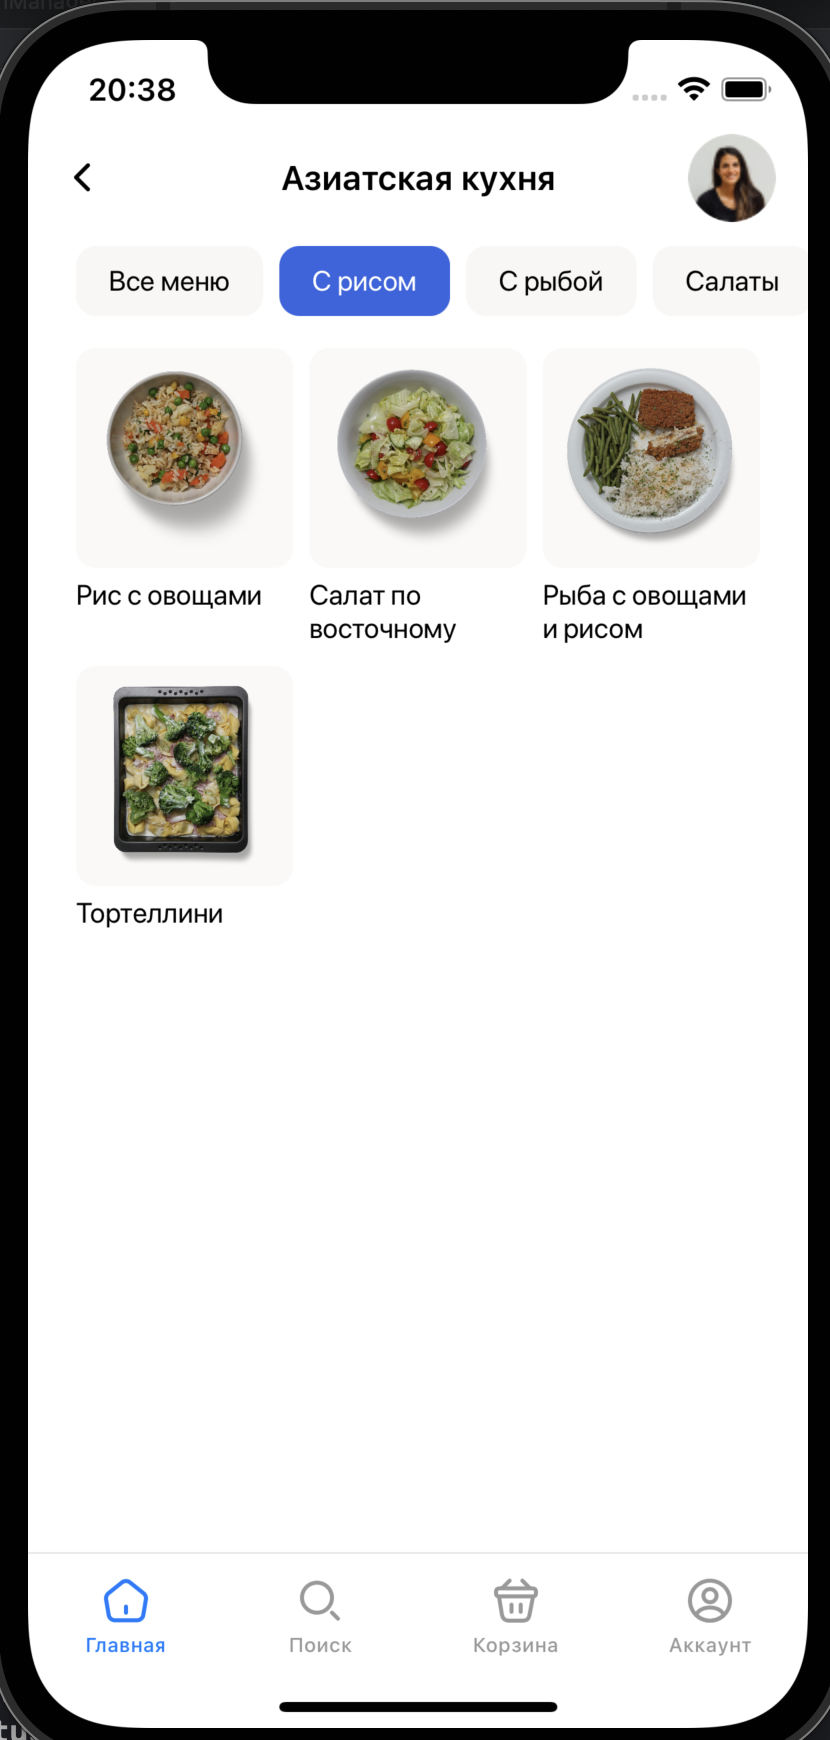 20:38
Азиатская кухня
Все меню
С рисом
С рыбой
Салаты
Рис с овощами
Салат по
восточному
Рыба с овощами
и рисом
Тортеллини
Главная
Поиск
Корзина
Аккаунт